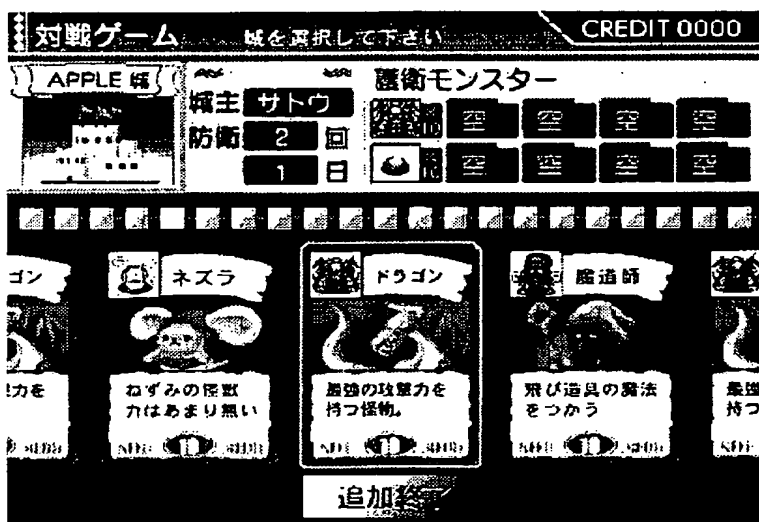 対戦ゲーム
城を選択して下さい
CREDIT 0000
APPLE 城
城主 サトウ
防衛 2 回
1 日
護衛モンスター
空 空 空 空
空 空 空 空
ゴン
力を
ネズラ
ねずみの怪獣
力はあまり無い
ドラゴン
最強の攻撃力を
持つ怪物。
魔道師
飛び道具の魔法
をつかう
最強
持つ
追加終了